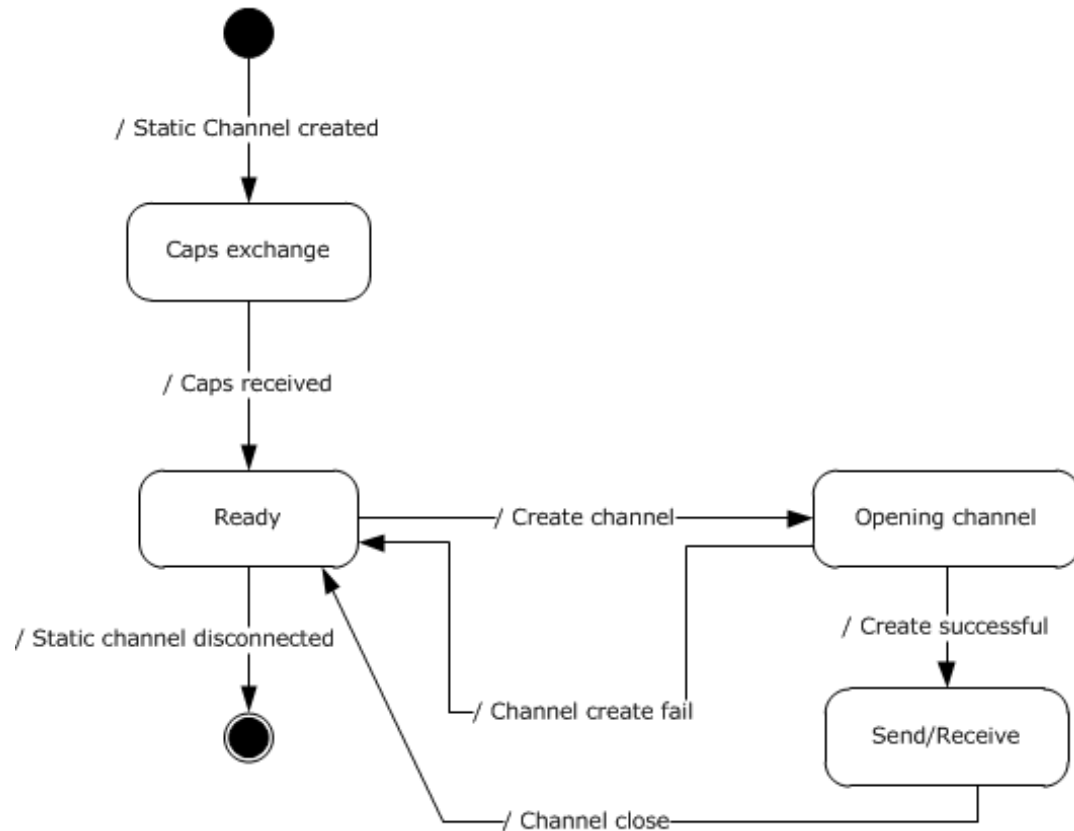 / Static Channel created
Caps exchange
/ Caps received
Ready
/ Create channel
Opening channel
/ Static channel disconnected
/ Create successful
/ Channel create fail
Send/Receive
/ Channel close